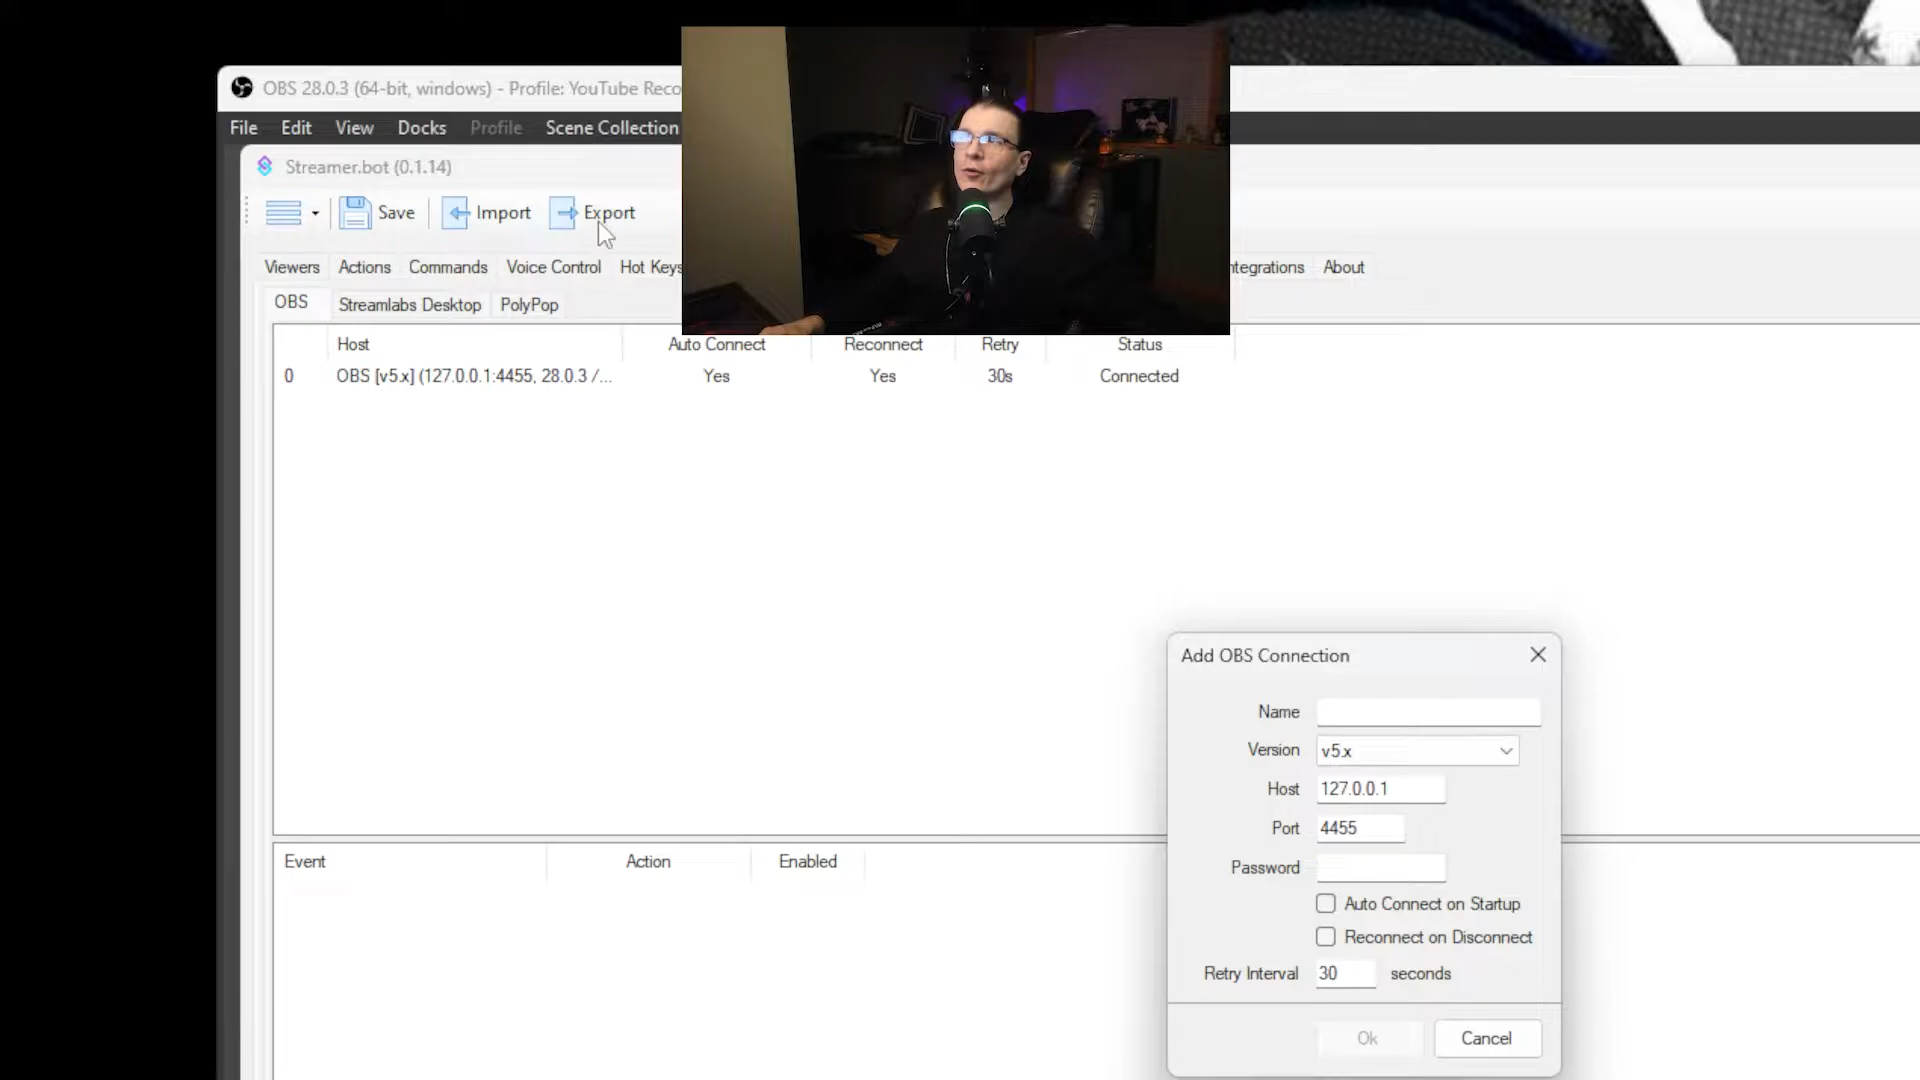 OBS 28.0.3 (64-bit, windows) - Profile: YouTube Reco
File Edit View Docks Profile Scene Collection
Streamer.bot (0.1.14)
Save Import Export
Viewers Actions Commands Voice Control Hot Keys ntegrations About
OBS Streamlabs Desktop PolyPop
Host Auto Connect Reconnect Retry Status
0 OBS [v5.x] (127.0.0.1:4455, 28.0.3 /... Yes Yes 30s Connected
Add OBS Connection
Name
Version v5.x
Host 127.0.0.1
Port 4455
Password
Auto Connect on Startup
Reconnect on Disconnect
Retry Interval 30 seconds
Ok Cancel
Event Action Enabled